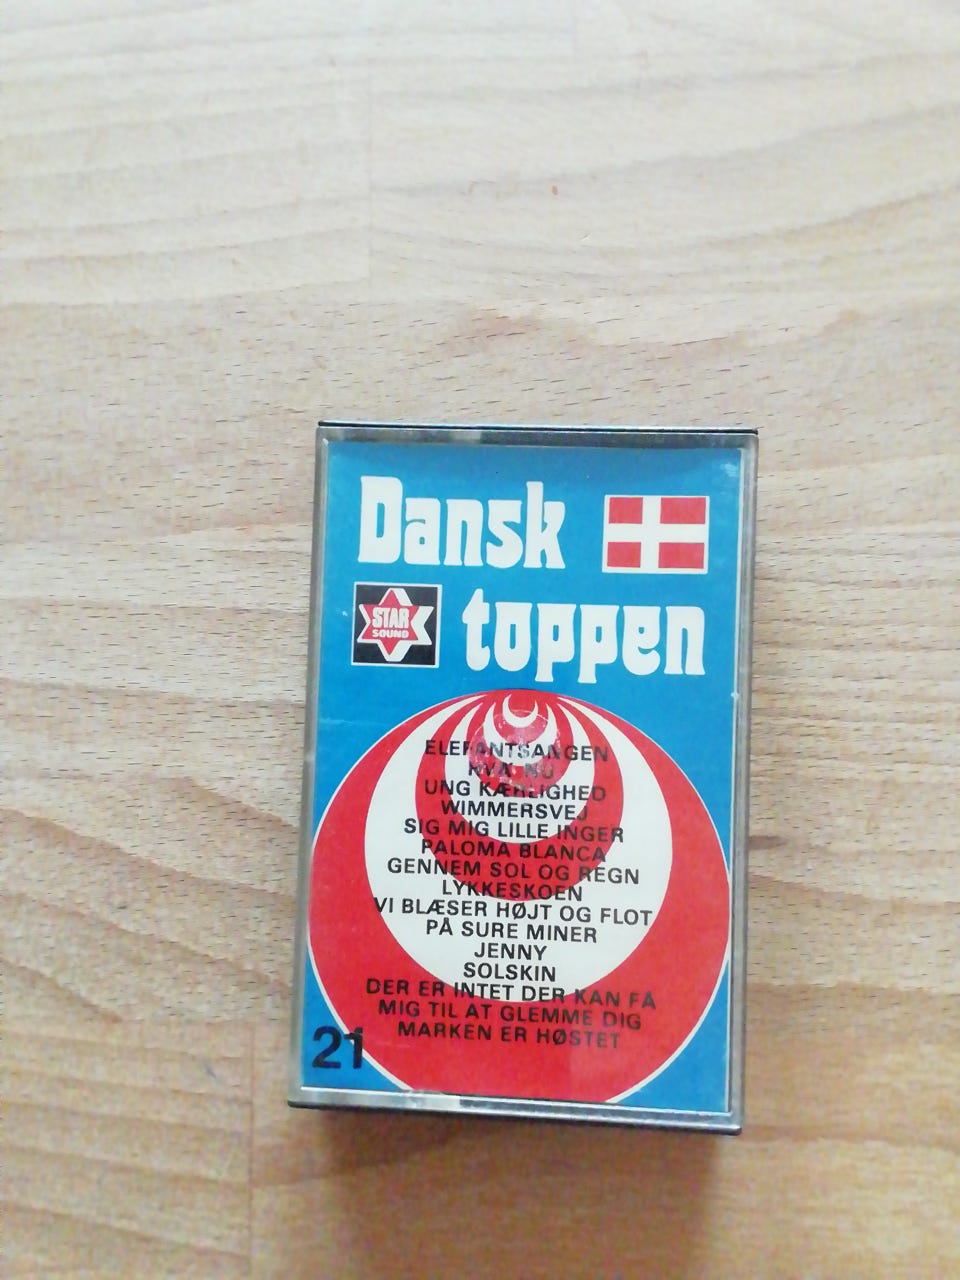 Dansk
STAR
SOUND
toppen
ELEFANTSANGEN
HVA' NU
UNG KÆRLIGHED
WIMMERSVEJ
SIG MIG LILLE INGER
PALOMA BLANCA
GENNEM SOL OG REGN
LYKKESKOEN
VI BLÆSER HØJT OG FLOT
PÅ SURE MINER
JENNY
SOLSKIN
DER ER INTET DER KAN FÅ
MIG TIL AT GLEMME DIG
MARKEN ER HØSTET
21